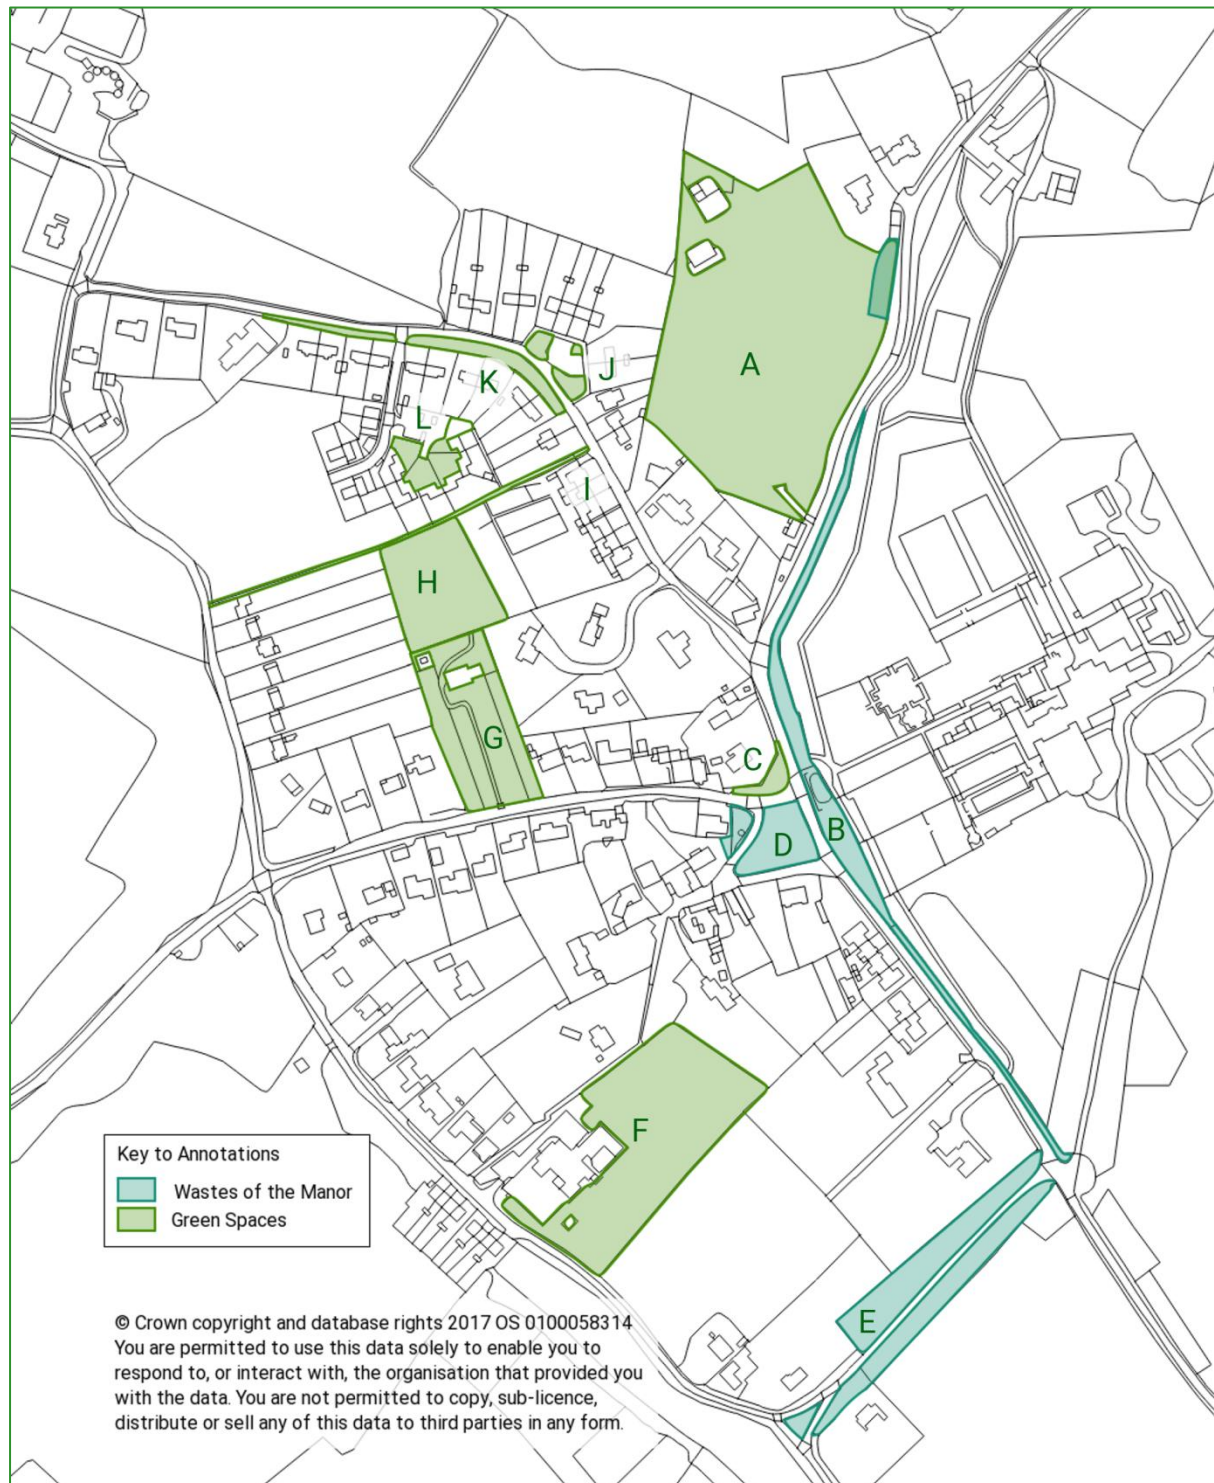 A
J
K
L
I
H
G
C
B
D
F
E
Key to Annotations
Wastes of the Manor
Green Spaces
© Crown copyright and database rights 2017 OS 0100058314
You are permitted to use this data solely to enable you to
respond to, or interact with, the organisation that provided you
with the data. You are not permitted to copy, sub-licence,
distribute or sell any of this data to third parties in any form.